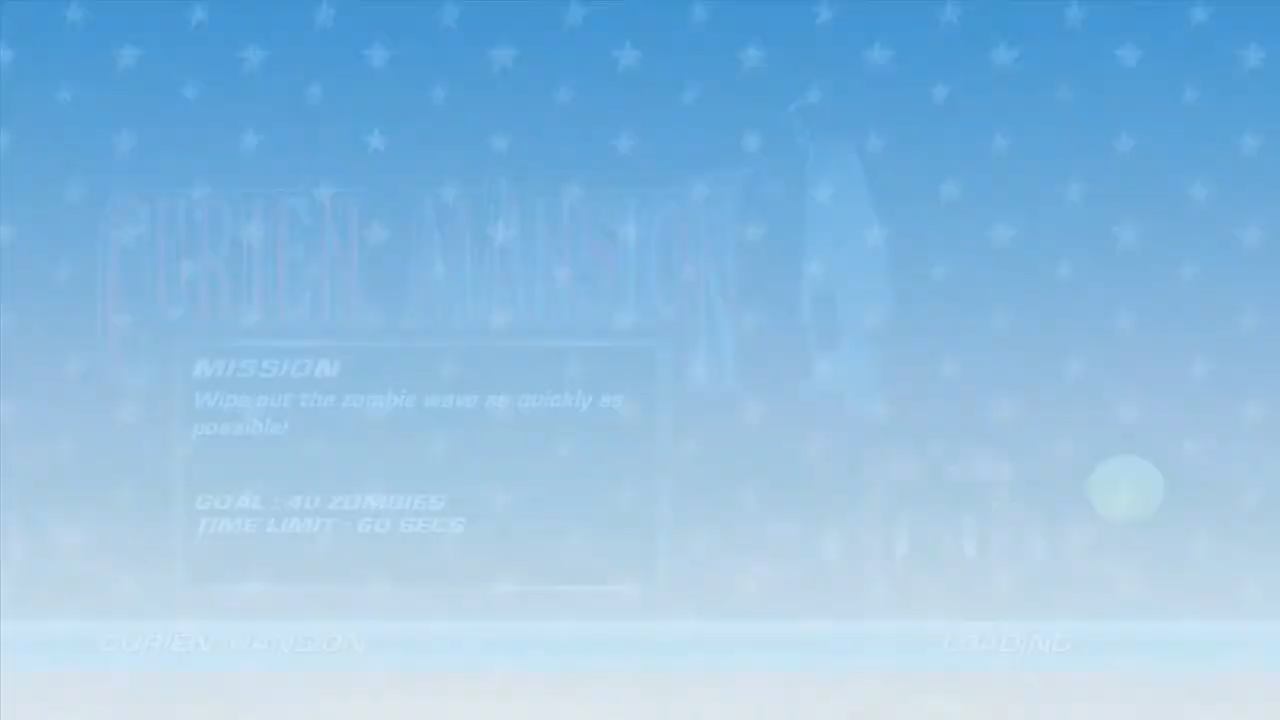 CURIEN MANSION
MISSION
Wipe out the zombie wave as quickly as
possible!
GOAL : 40 ZOMBIES
TIME LIMIT : 60 SECS
CURIEN MANSION
LOADING